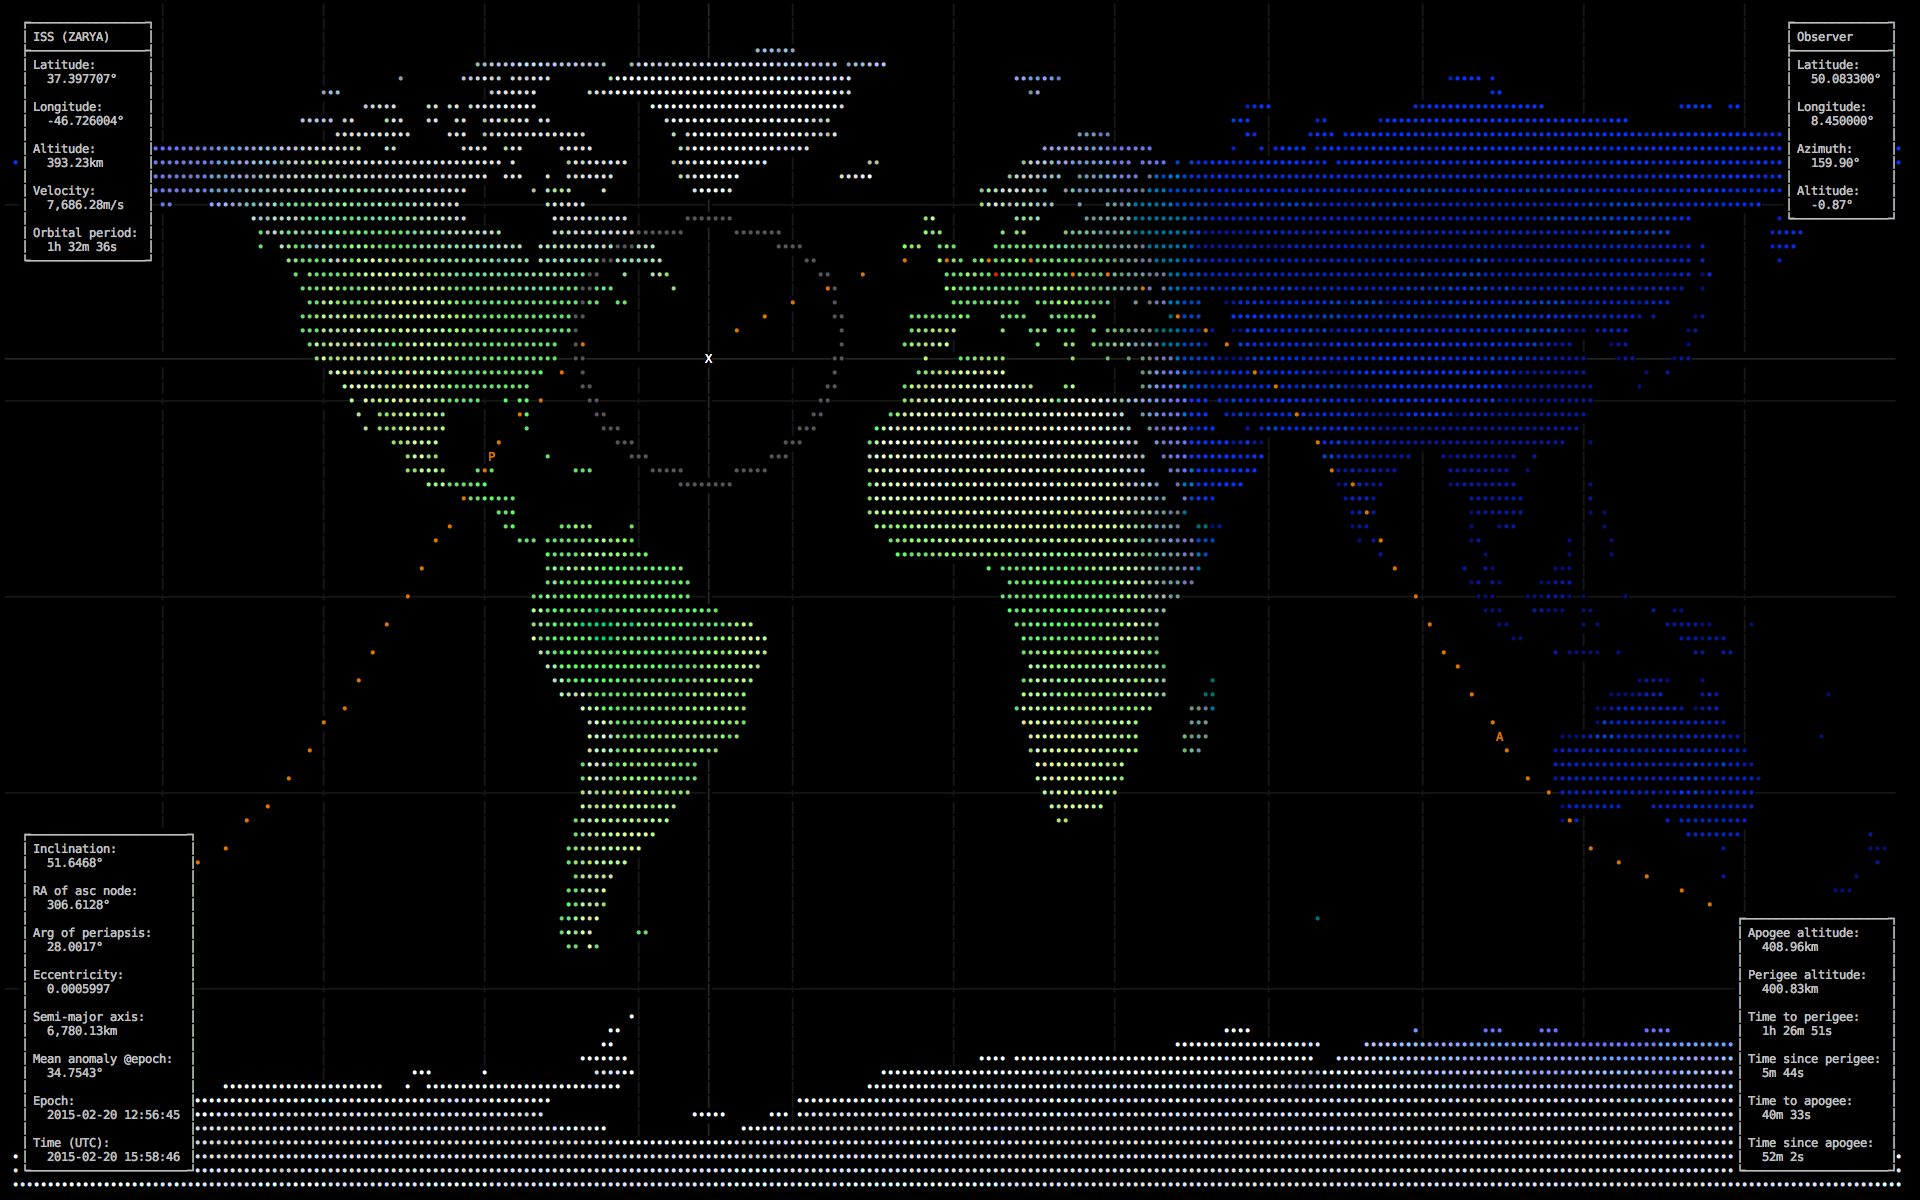 ISS (ZARYA)
Latitude:
37.397707°
Longitude:
-46.726004°
Altitude:
393.23km
Velocity:
7,686.28m/s
Orbital period:
1h 32m 36s
Observer
Latitude:
50.083300°
Longitude:
8.450000°
Azimuth:
159.90°
Altitude:
-0.87°
X
P
A
Inclination:
51.6468°
RA of asc node:
306.6128°
Arg of periapsis:
28.0017°
Eccentricity:
0.0005997
Semi-major axis:
6,780.13km
Mean anomaly @epoch:
34.7543°
Epoch:
2015-02-20 12:56:45
Time (UTC):
2015-02-20 15:58:46
Apogee altitude:
408.96km
Perigee altitude:
400.83km
Time to perigee:
1h 26m 51s
Time since perigee:
5m 44s
Time to apogee:
40m 33s
Time since apogee:
52m 2s